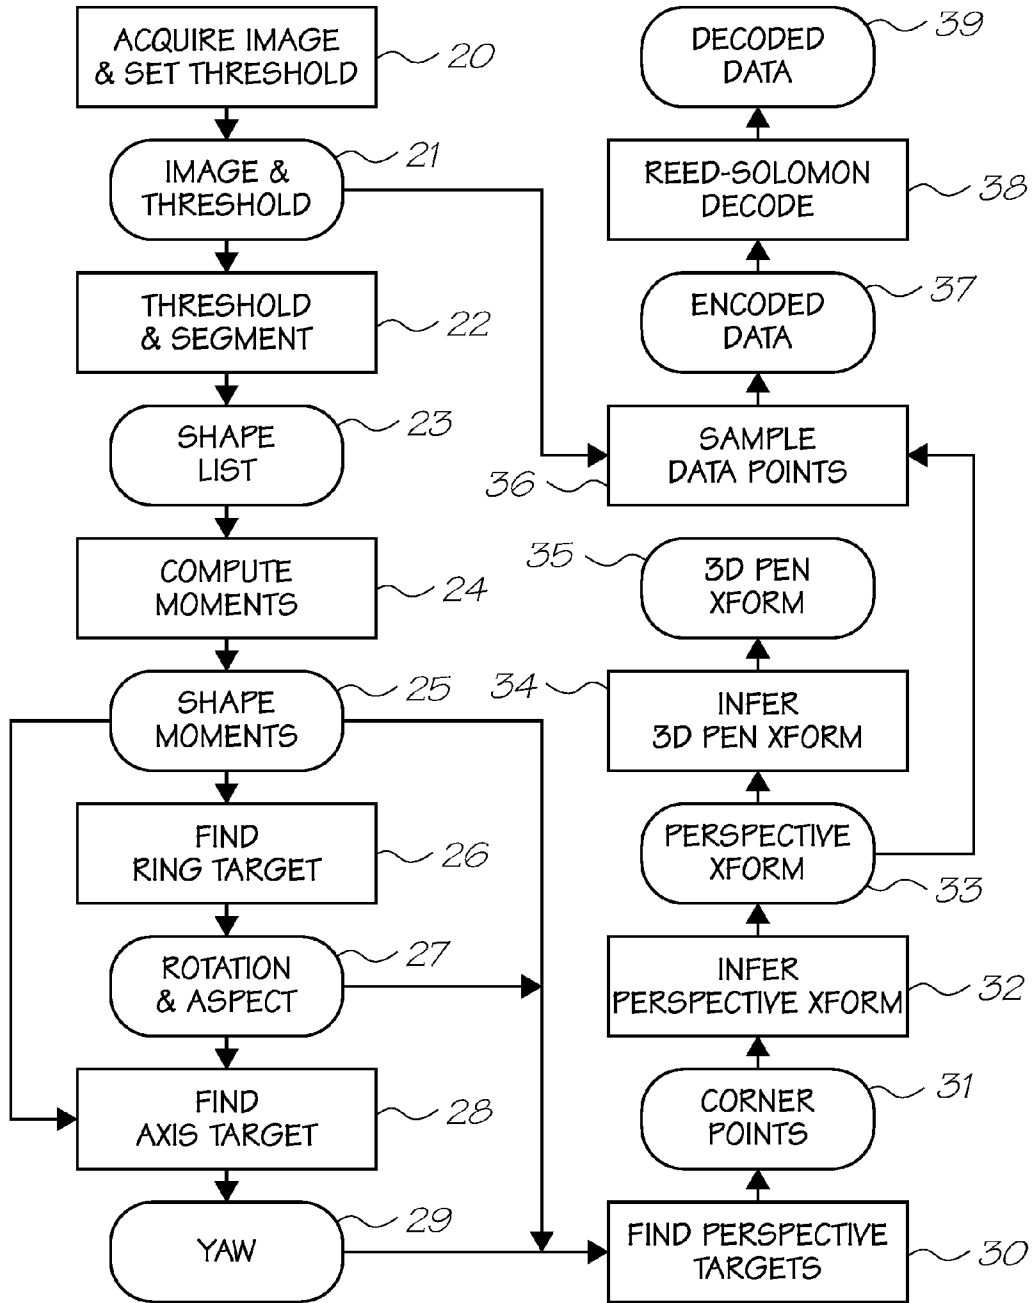 ACQUIRE IMAGE
& SET THRESHOLD
20
IMAGE &
THRESHOLD
21
THRESHOLD
& SEGMENT
22
SHAPE
LIST
23
COMPUTE
MOMENTS
24
SHAPE
MOMENTS
25
FIND
RING TARGET
26
ROTATION
& ASPECT
27
FIND
AXIS TARGET
28
YAW
29
DECODED
DATA
39
REED-SOLOMON
DECODE
38
ENCODED
DATA
37
SAMPLE
DATA POINTS
36
3D PEN
XFORM
35
INFER
3D PEN XFORM
34
PERSPECTIVE
XFORM
33
INFER
PERSPECTIVE XFORM
32
CORNER
POINTS
31
FIND PERSPECTIVE
TARGETS
30